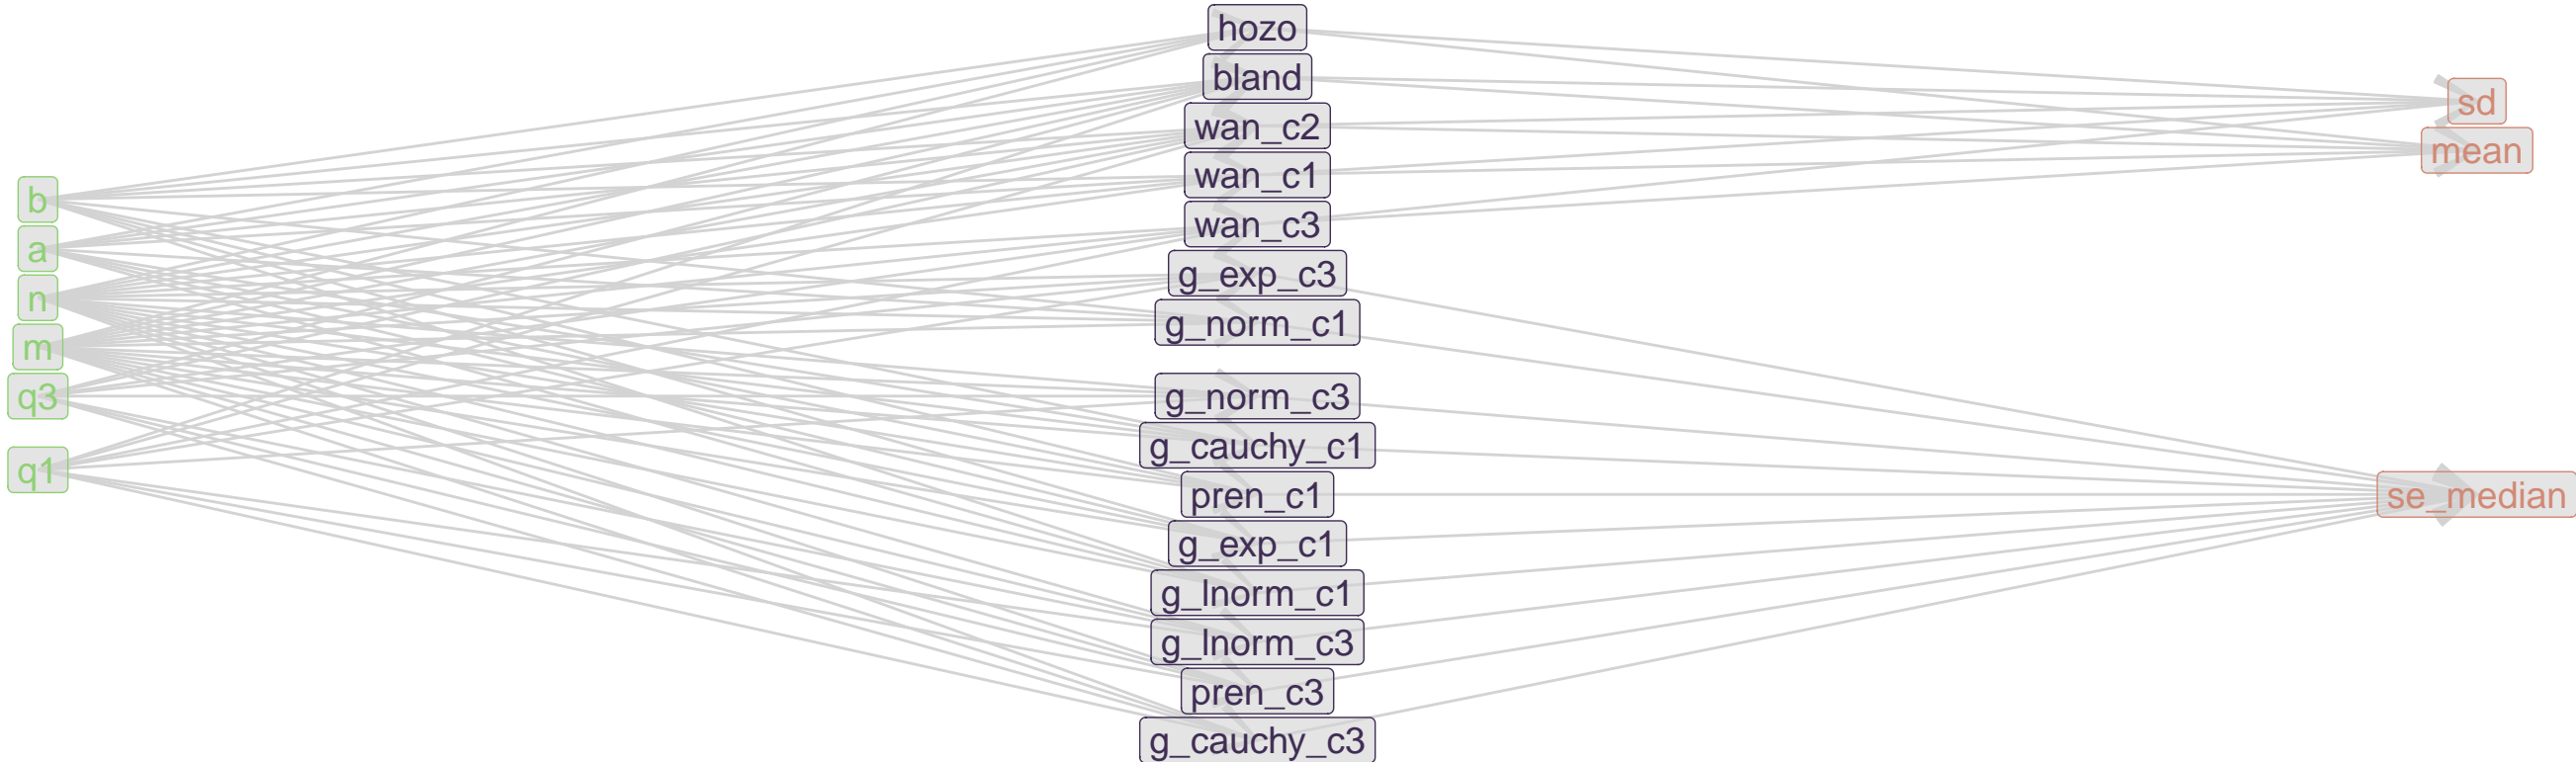 b
a
n
m
q3
q1
hozo
bland
wan_c2
wan_c1
wan_c3
g_exp_c3
g_norm_c1
g_norm_c3
g_cauchy_c1
pren_c1
g_exp_c1
g_lnorm_c1
g_lnorm_c3
pren_c3
g_cauchy_c3
sd
mean
se_median